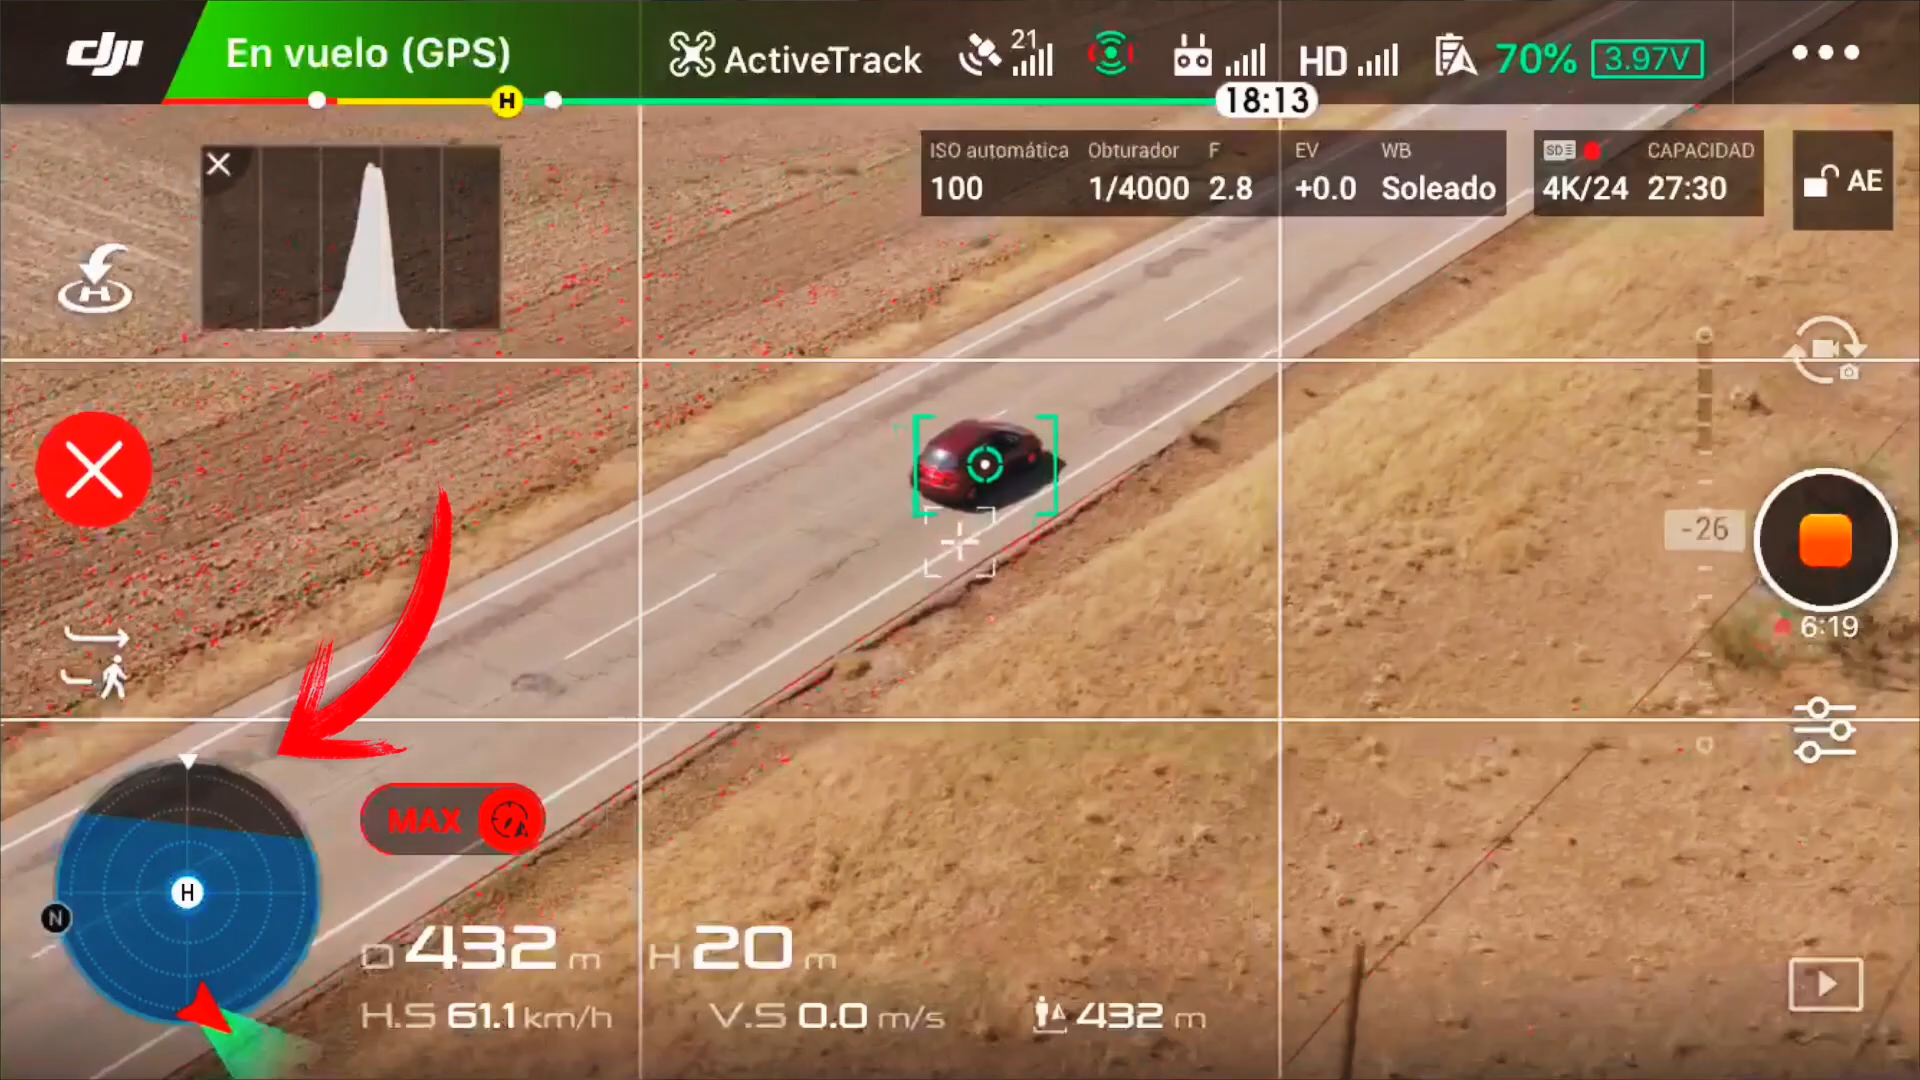 dji
En vuelo (GPS)
ActiveTrack
21
HD
70%
3.97V
H
18:13
ISO automática
100
Obturador
1/4000
F
2.8
EV
+0.0
WB
Soleado
SD
4K/24
CAPACIDAD
27:30
AE
H
-26
6:19
MAX
H
N
D 432 m
H 20 m
H.S 61.1 km/h
V.S 0.0 m/s
432 m